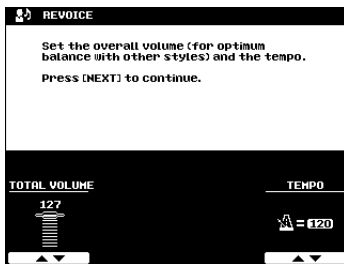 REVOICE
Set the overall volume (for optimum
balance with other styles) and the tempo.
Press [NEXT] to continue.
TOTAL VOLUME
TEMPO
127
= 120